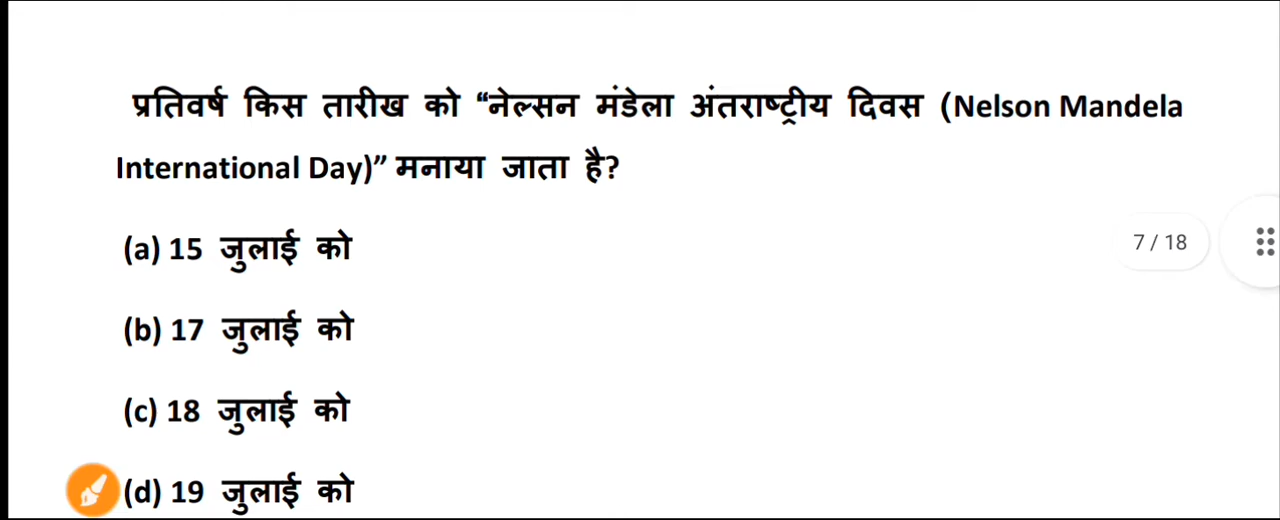 प्रतिवर्ष किस तारीख को “नेल्सन मंडेला अंतराष्ट्रीय दिवस (Nelson Mandela
International Day)” मनाया जाता है?
(a) 15 जुलाई को
7 / 18
(b) 17 जुलाई को
(c) 18 जुलाई को
(d) 19 जुलाई को